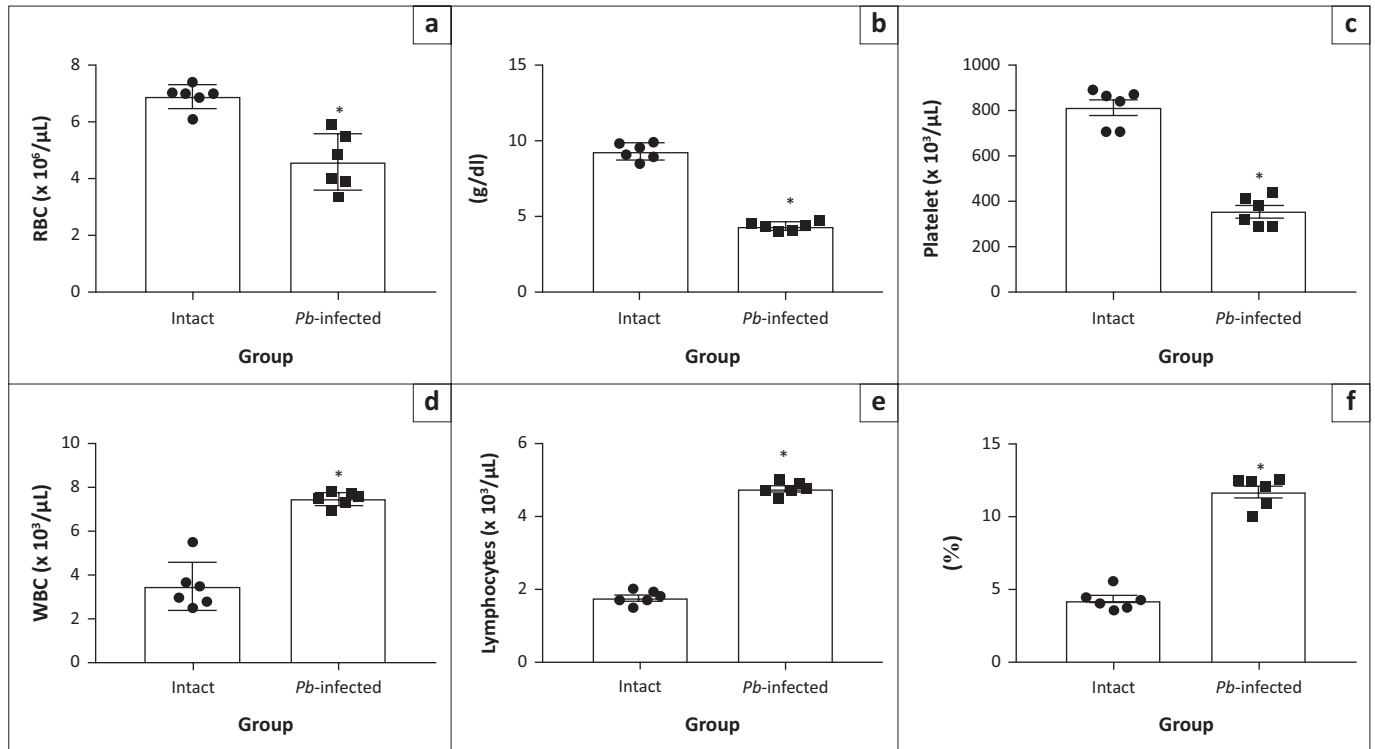 a
RBC (x 10⁶/µL)
8
6
4
2
0
*
Intact
Pb-infected
Group
b
(g/dl)
15
10
5
0
*
Intact
Pb-infected
Group
c
Platelet (x 10³/µL)
1000
800
600
400
200
0
*
Intact
Pb-infected
Group
d
WBC (x 10³/µL)
10
8
6
4
2
0
*
Intact
Pb-infected
Group
e
Lymphocytes (x 10³/µL)
6
4
2
0
*
Intact
Pb-infected
Group
f
(%)
15
10
5
0
*
Intact
Pb-infected
Group